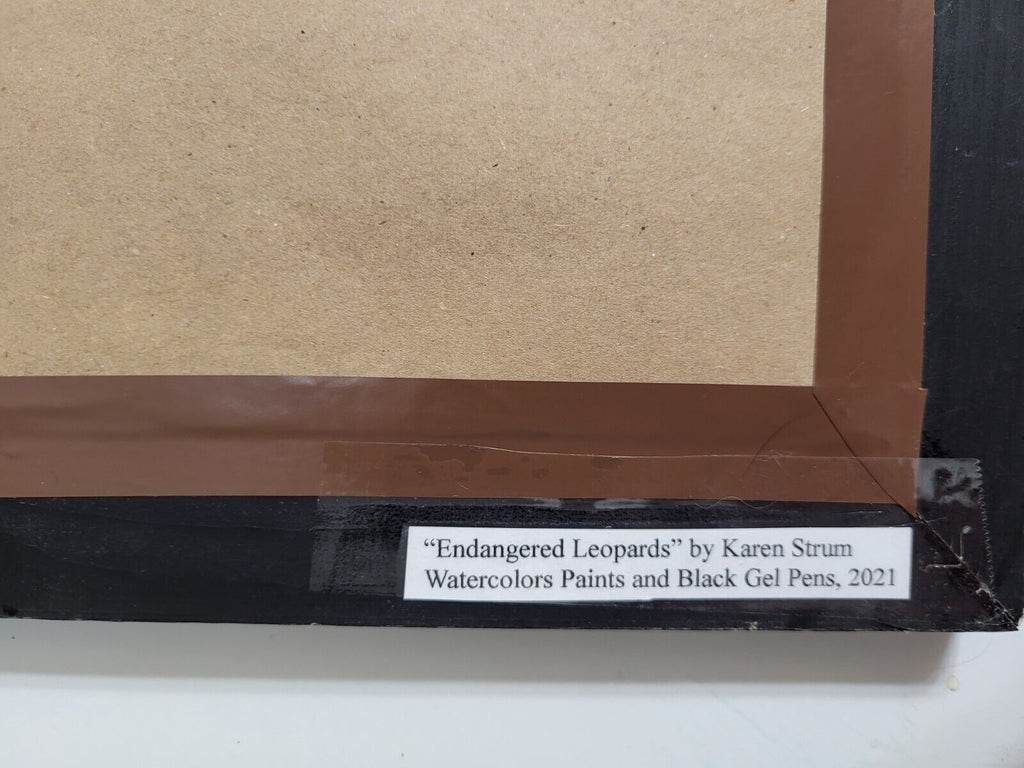 “Endangered Leopards” by Karen Strum
Watercolors Paints and Black Gel Pens, 2021